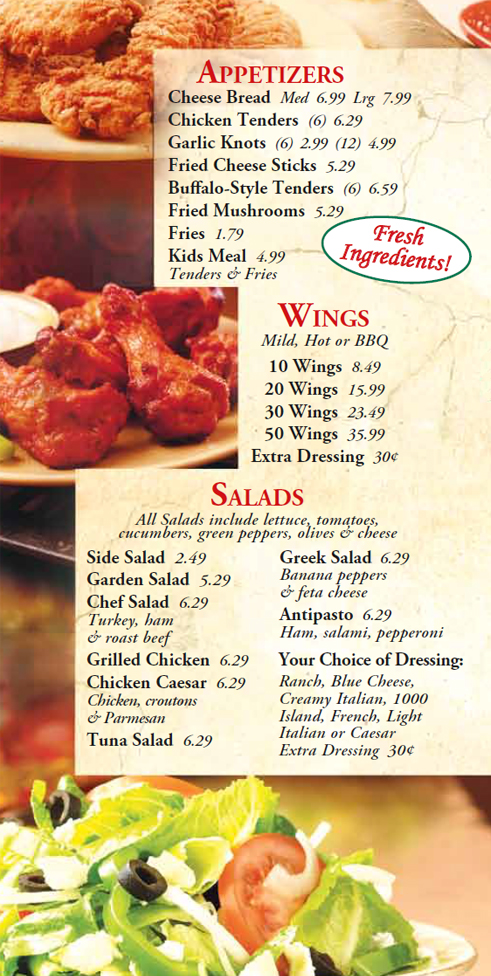 APPETIZERS
Cheese Bread Med 6.99 Lrg 7.99
Chicken Tenders (6) 6.29
Garlic Knots (6) 2.99 (12) 4.99
Fried Cheese Sticks 5.29
Buffalo-Style Tenders (6) 6.59
Fried Mushrooms 5.29
Fries 1.79
Kids Meal 4.99
Tenders & Fries
Fresh
Ingredients!
WINGS
Mild, Hot or BBQ
10 Wings 8.49
20 Wings 15.99
30 Wings 23.49
50 Wings 35.99
Extra Dressing 30¢
SALADS
All Salads include lettuce, tomatoes,
cucumbers, green peppers, olives & cheese
Side Salad 2.49
Garden Salad 5.29
Chef Salad 6.29
Turkey, ham
& roast beef
Grilled Chicken 6.29
Chicken Caesar 6.29
Chicken, croutons
& Parmesan
Tuna Salad 6.29
Greek Salad 6.29
Banana peppers
& feta cheese
Antipasto 6.29
Ham, salami, pepperoni
Your Choice of Dressing:
Ranch, Blue Cheese,
Creamy Italian, 1000
Island, French, Light
Italian or Caesar
Extra Dressing 30¢